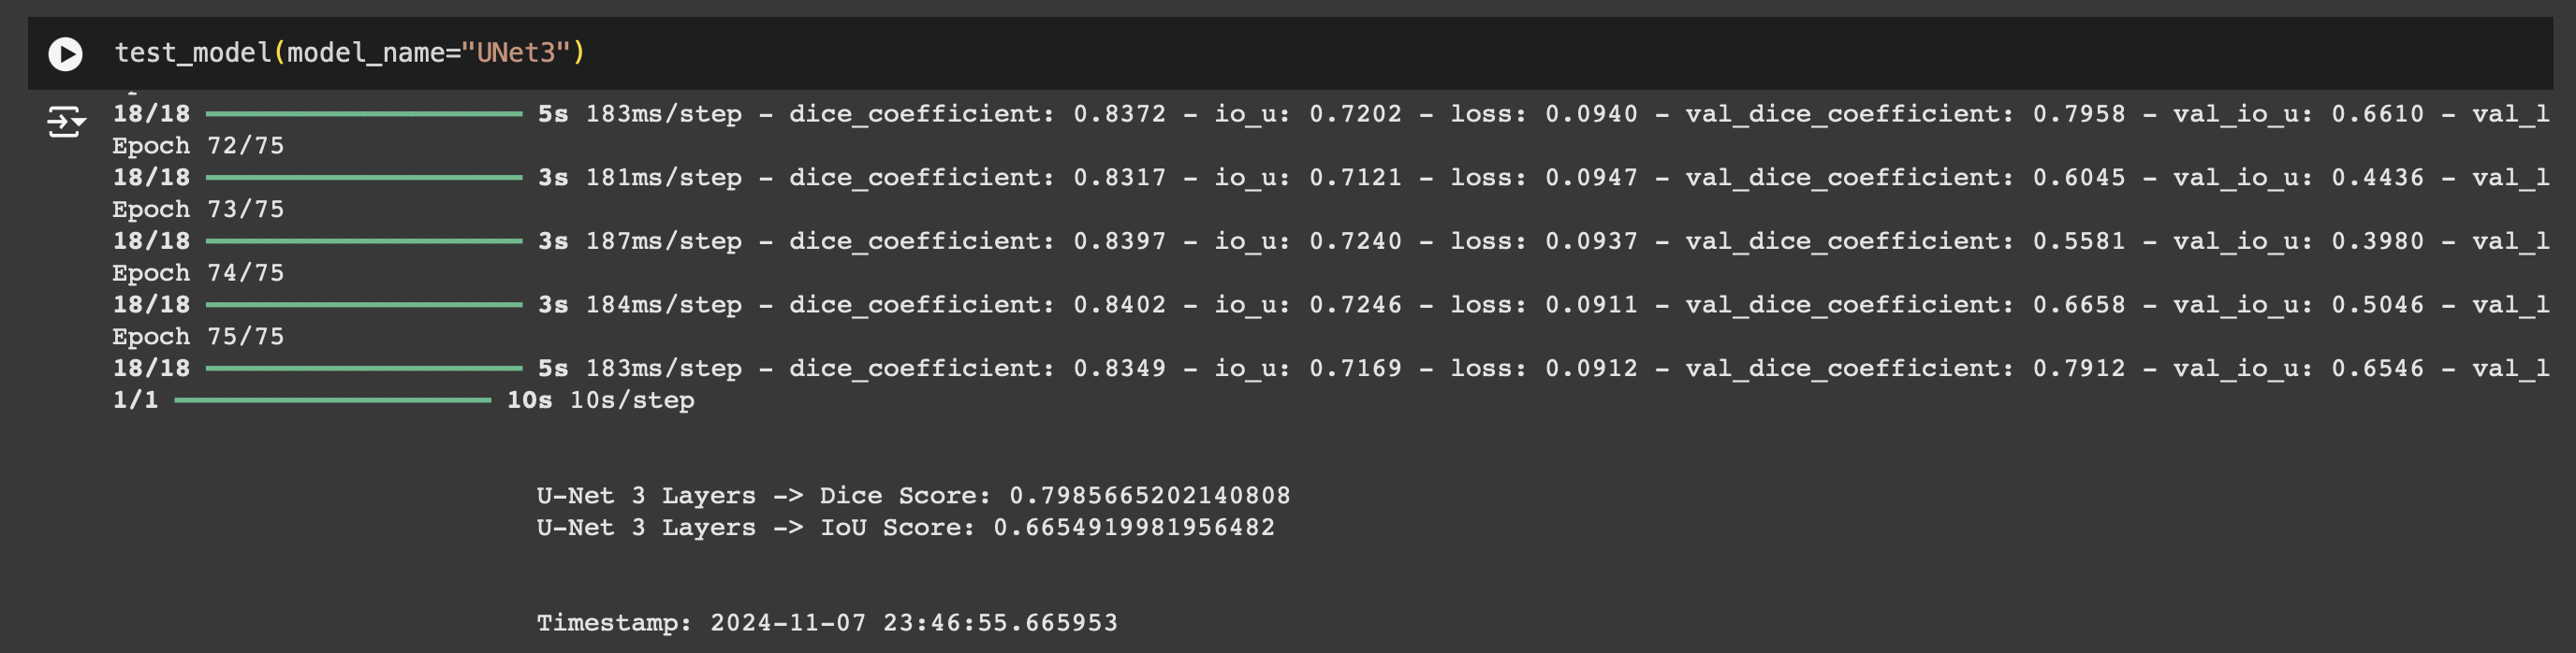 test_model(model_name="UNet3")
18/18 ━━━━━━━━━━━━━━━━━━━━ 5s 183ms/step - dice_coefficient: 0.8372 - io_u: 0.7202 - loss: 0.0940 - val_dice_coefficient: 0.7958 - val_io_u: 0.6610 - val_l
Epoch 72/75
18/18 ━━━━━━━━━━━━━━━━━━━━ 3s 181ms/step - dice_coefficient: 0.8317 - io_u: 0.7121 - loss: 0.0947 - val_dice_coefficient: 0.6045 - val_io_u: 0.4436 - val_l
Epoch 73/75
18/18 ━━━━━━━━━━━━━━━━━━━━ 3s 187ms/step - dice_coefficient: 0.8397 - io_u: 0.7240 - loss: 0.0937 - val_dice_coefficient: 0.5581 - val_io_u: 0.3980 - val_l
Epoch 74/75
18/18 ━━━━━━━━━━━━━━━━━━━━ 3s 184ms/step - dice_coefficient: 0.8402 - io_u: 0.7246 - loss: 0.0911 - val_dice_coefficient: 0.6658 - val_io_u: 0.5046 - val_l
Epoch 75/75
18/18 ━━━━━━━━━━━━━━━━━━━━ 5s 183ms/step - dice_coefficient: 0.8349 - io_u: 0.7169 - loss: 0.0912 - val_dice_coefficient: 0.7912 - val_io_u: 0.6546 - val_l
1/1 ━━━━━━━━━━━━━━━━━━━━ 10s 10s/step
U-Net 3 Layers -> Dice Score: 0.7985665202140808
U-Net 3 Layers -> IoU Score: 0.6654919981956482
Timestamp: 2024-11-07 23:46:55.665953